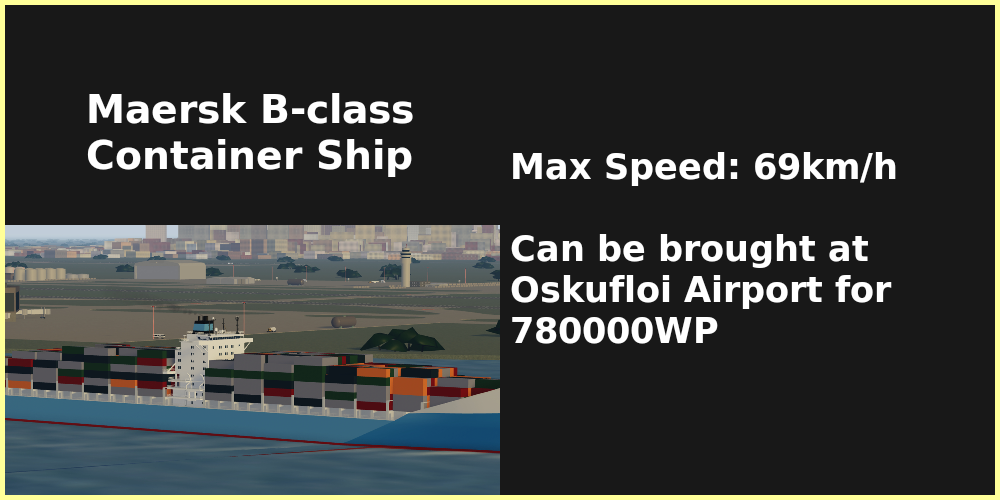 Maersk B-class
Container Ship
Max Speed: 69km/h
Can be brought at
Oskufloi Airport for
780000WP